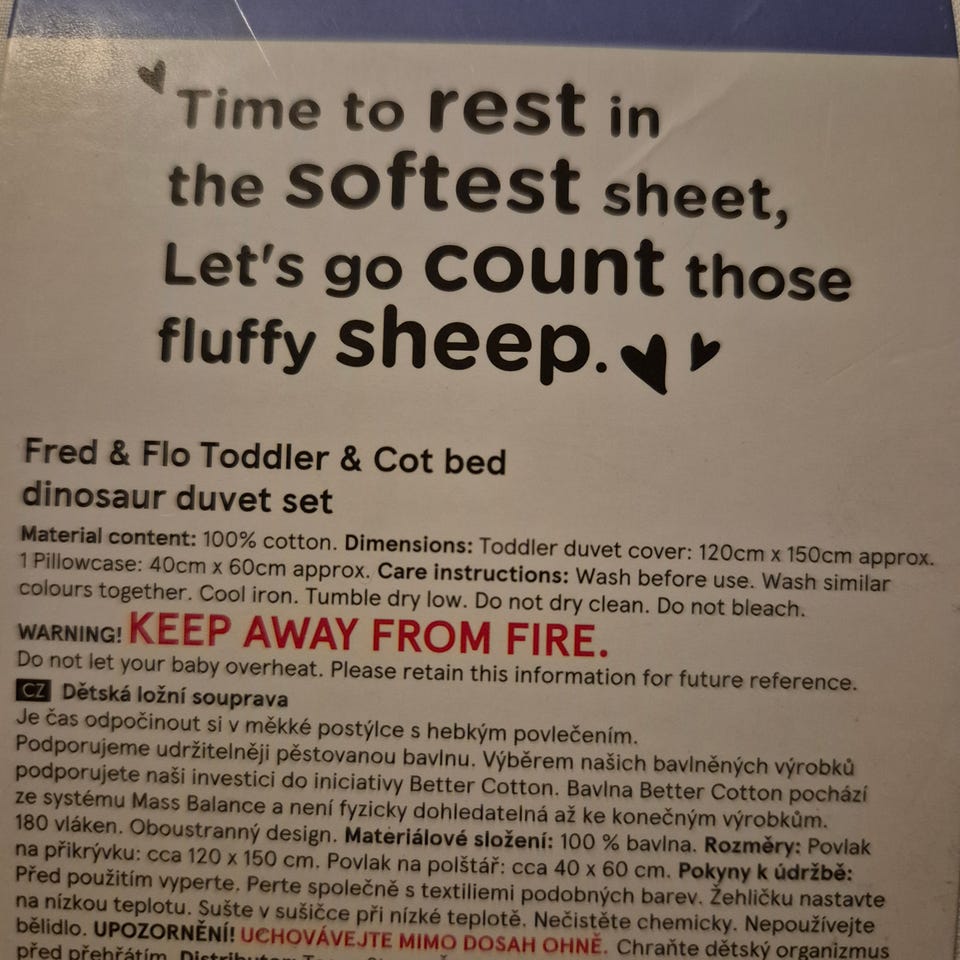 Time to rest in
the softest sheet,
Let's go count those
fluffy sheep.
Fred & Flo Toddler & Cot bed
dinosaur duvet set
Material content: 100% cotton. Dimensions: Toddler duvet cover: 120cm x 150cm approx.
1 Pillowcase: 40cm x 60cm approx. Care instructions: Wash before use. Wash similar
colours together. Cool iron. Tumble dry low. Do not dry clean. Do not bleach.
WARNING! KEEP AWAY FROM FIRE.
Do not let your baby overheat. Please retain this information for future reference.
CZ Dětská ložní souprava
Je čas odpočinout si v měkké postýlce s hebkým povlečením.
Podporujeme udržitelněji pěstovanou bavlnu. Výběrem našich bavlněných výrobků
podporujete naši investici do iniciativy Better Cotton. Bavlna Better Cotton pochází
ze systému Mass Balance a není fyzicky dohledatelná až ke konečným výrobkům.
180 vláken. Oboustranný design. Materiálové složení: 100 % bavlna. Rozměry: Povlak
na přikrývku: cca 120 x 150 cm. Povlak na polštář: cca 40 x 60 cm. Pokyny k údržbě:
Před použitím vyperte. Perte společně s textiliemi podobných barev. Žehličku nastavte
na nízkou teplotu. Sušte v sušičce při nízké teplotě. Nečistěte chemicky. Nepoužívejte
bělidlo. UPOZORNĚNÍ! UCHOVÁVEJTE MIMO DOSAH OHNĚ. Chraňte dětský organizmus
před přehřátím.